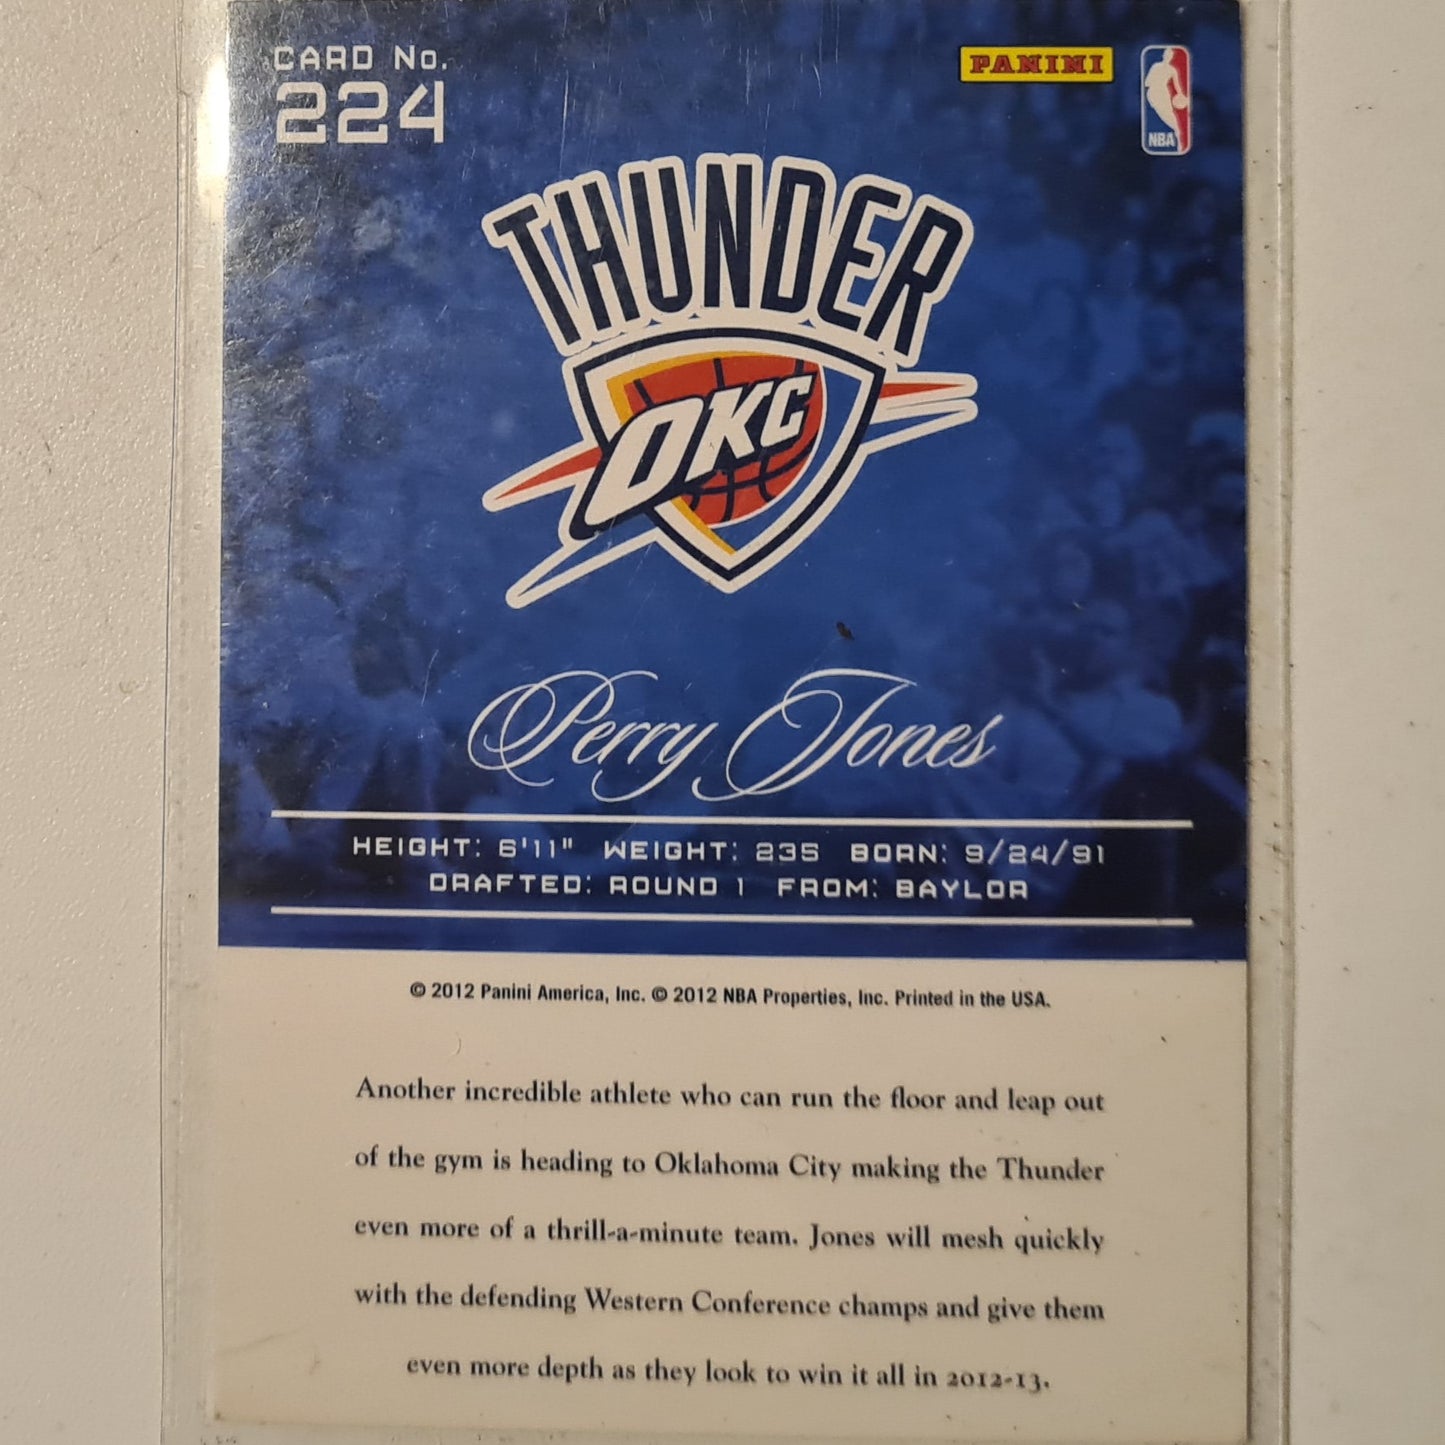 CARD No.
224
PANINI
NBA
THUNDER
OKC
Perry Jones
HEIGHT: 6'11" WEIGHT: 235 BORN: 9/24/91
DRAFTED: ROUND 1 FROM: BAYLOR
© 2012 Panini America, Inc. © 2012 NBA Properties, Inc. Printed in the USA.
Another incredible athlete who can run the floor and leap out
of the gym is heading to Oklahoma City making the Thunder
even more of a thrill-a-minute team. Jones will mesh quickly
with the defending Western Conference champs and give them
even more depth as they look to win it all in 2012-13.